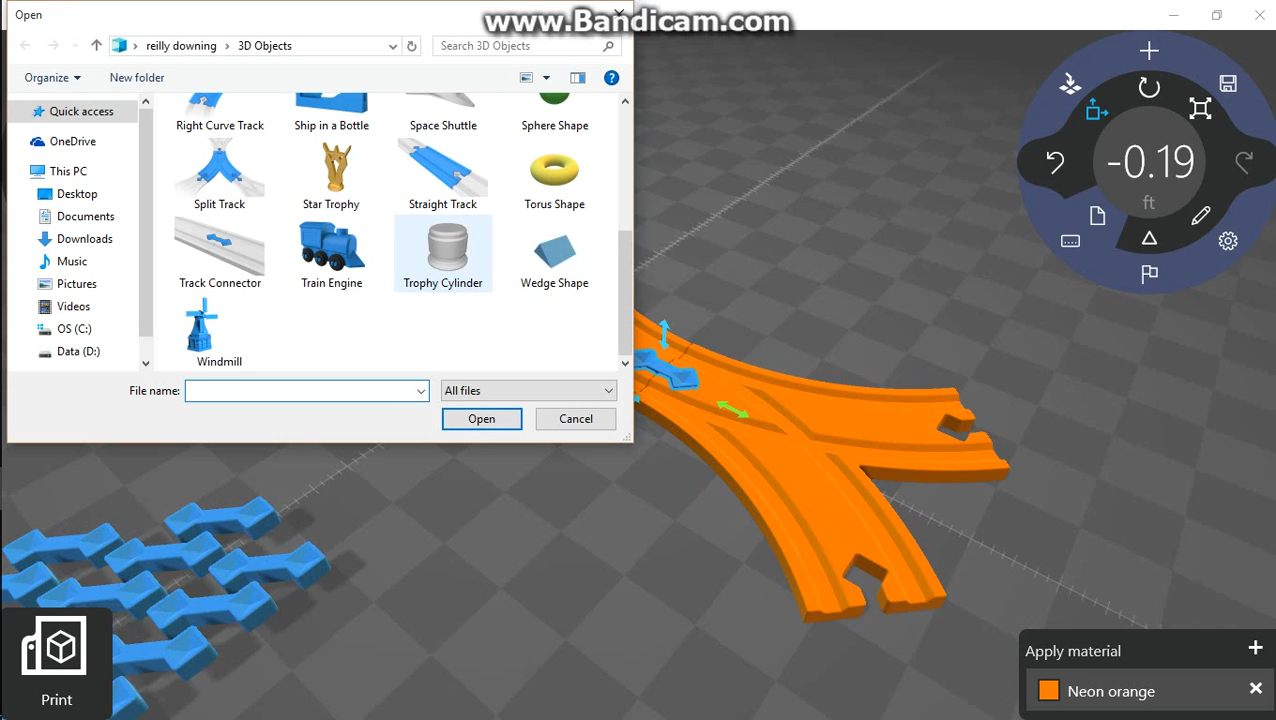 Open
www.Bandicam.com
reilly downing
3D Objects
Search 3D Objects
Organize
New folder
Quick access
OneDrive
This PC
Desktop
Documents
Downloads
Music
Pictures
Videos
OS (C:)
Data (D:)
Right Curve Track
Ship in a Bottle
Space Shuttle
Sphere Shape
Split Track
Star Trophy
Straight Track
Torus Shape
Track Connector
Train Engine
Trophy Cylinder
Wedge Shape
Windmill
File name:
All files
Open
Cancel
-0.19
ft
Print
Apply material
Neon orange